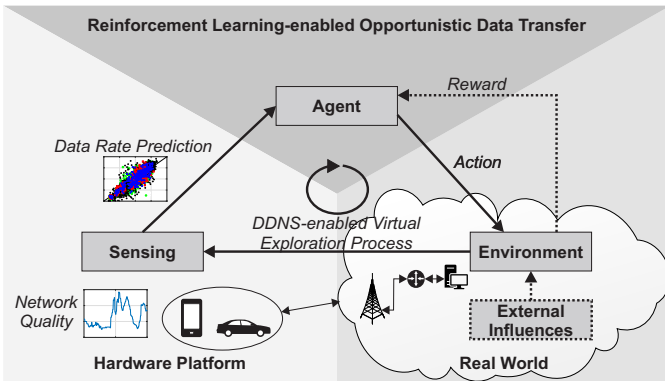 Reinforcement Learning-enabled Opportunistic Data Transfer
Reward
Agent
Data Rate Prediction
Action
DDNS-enabled Virtual
Exploration Process
Sensing
Environment
Network
Quality
External
Influences
Hardware Platform
Real World